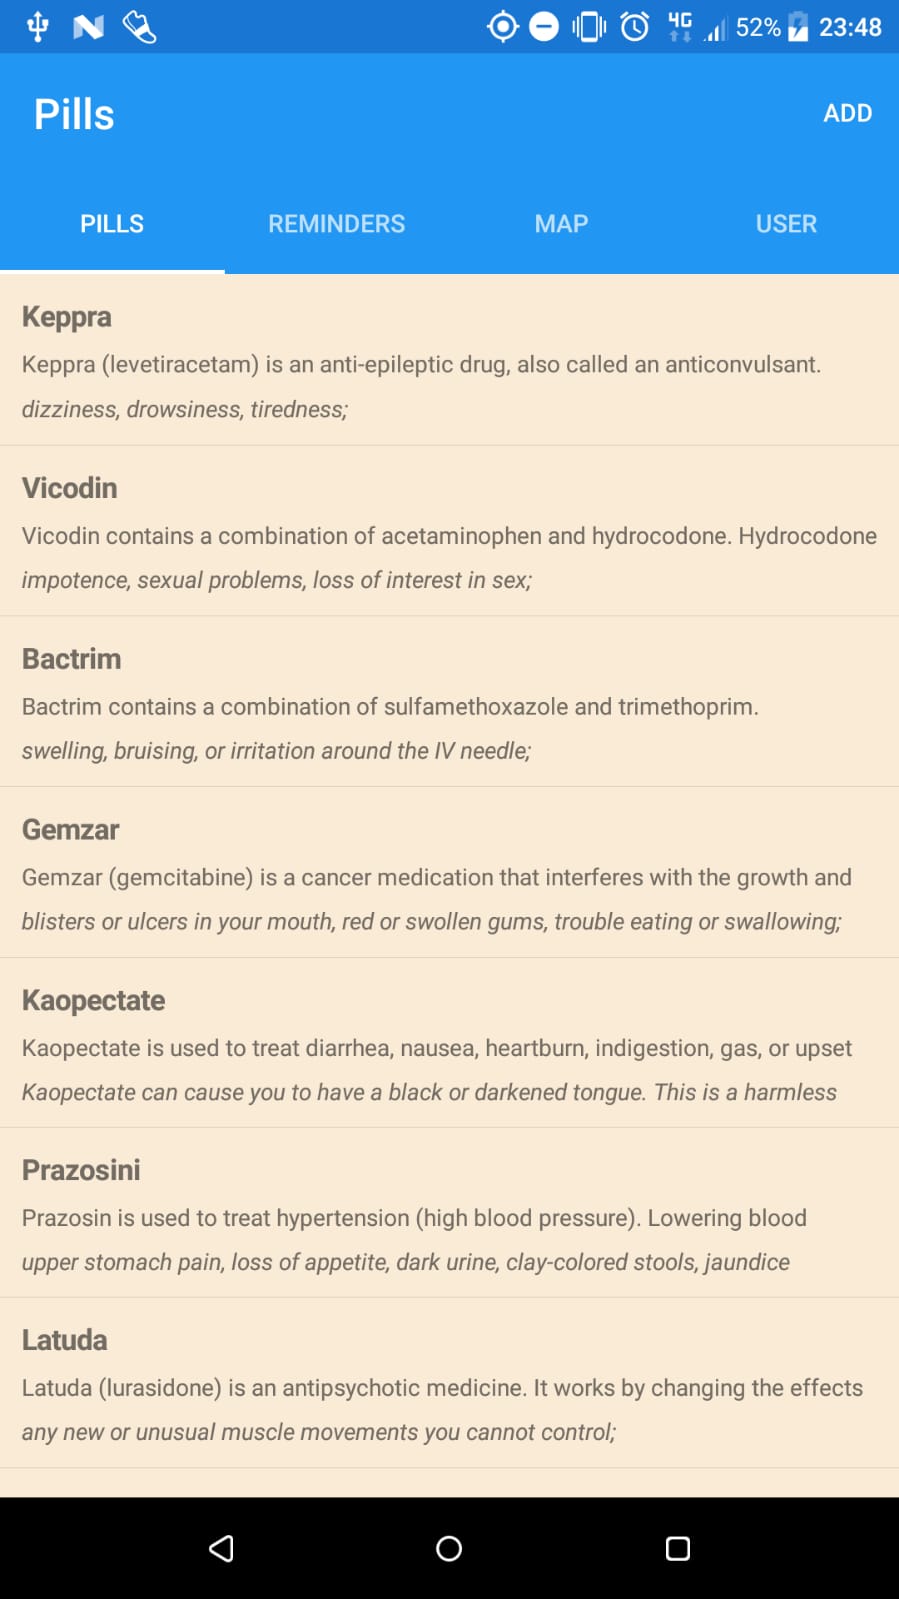 4G 52% 23:48
Pills ADD
PILLS REMINDERS MAP USER
Keppra
Keppra (levetiracetam) is an anti-epileptic drug, also called an anticonvulsant.
dizziness, drowsiness, tiredness;
Vicodin
Vicodin contains a combination of acetaminophen and hydrocodone. Hydrocodone
impotence, sexual problems, loss of interest in sex;
Bactrim
Bactrim contains a combination of sulfamethoxazole and trimethoprim.
swelling, bruising, or irritation around the IV needle;
Gemzar
Gemzar (gemcitabine) is a cancer medication that interferes with the growth and
blisters or ulcers in your mouth, red or swollen gums, trouble eating or swallowing;
Kaopectate
Kaopectate is used to treat diarrhea, nausea, heartburn, indigestion, gas, or upset
Kaopectate can cause you to have a black or darkened tongue. This is a harmless
Prazosini
Prazosin is used to treat hypertension (high blood pressure). Lowering blood
upper stomach pain, loss of appetite, dark urine, clay-colored stools, jaundice
Latuda
Latuda (lurasidone) is an antipsychotic medicine. It works by changing the effects
any new or unusual muscle movements you cannot control;